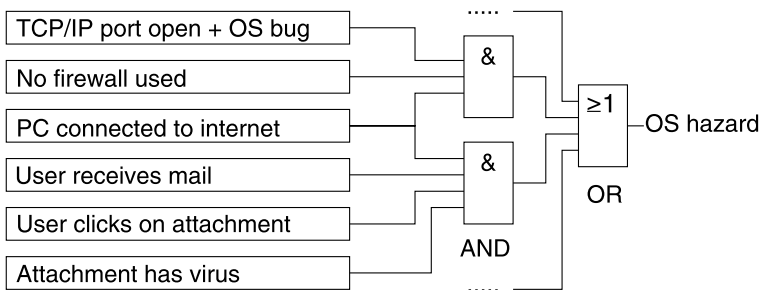 .....
TCP/IP port open + OS bug
&
No firewall used
≥1
PC connected to internet
OS hazard
&
User receives mail
OR
User clicks on attachment
AND
Attachment has virus
.....